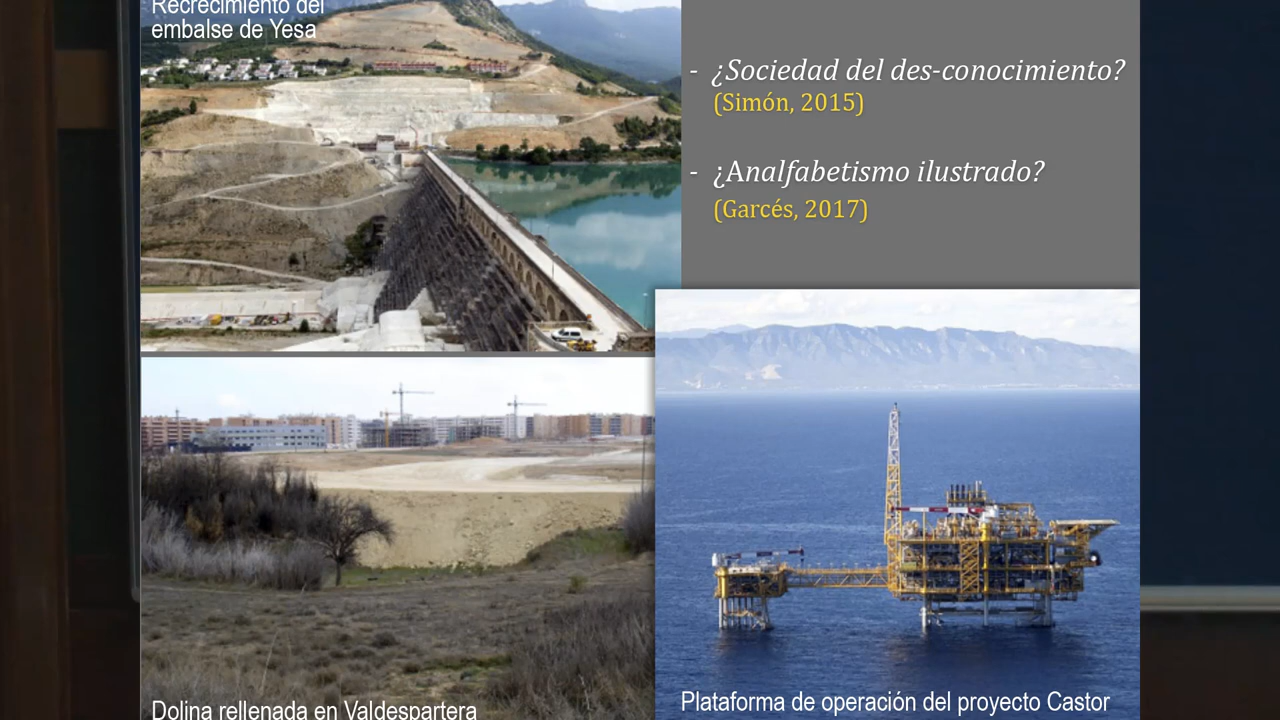 Recrecimiento del
embalse de Yesa
- ¿Sociedad del des-conocimiento?
(Simón, 2015)
- ¿Analfabetismo ilustrado?
(Garcés, 2017)
Dolina rellenada en Valdespartera
Plataforma de operación del proyecto Castor